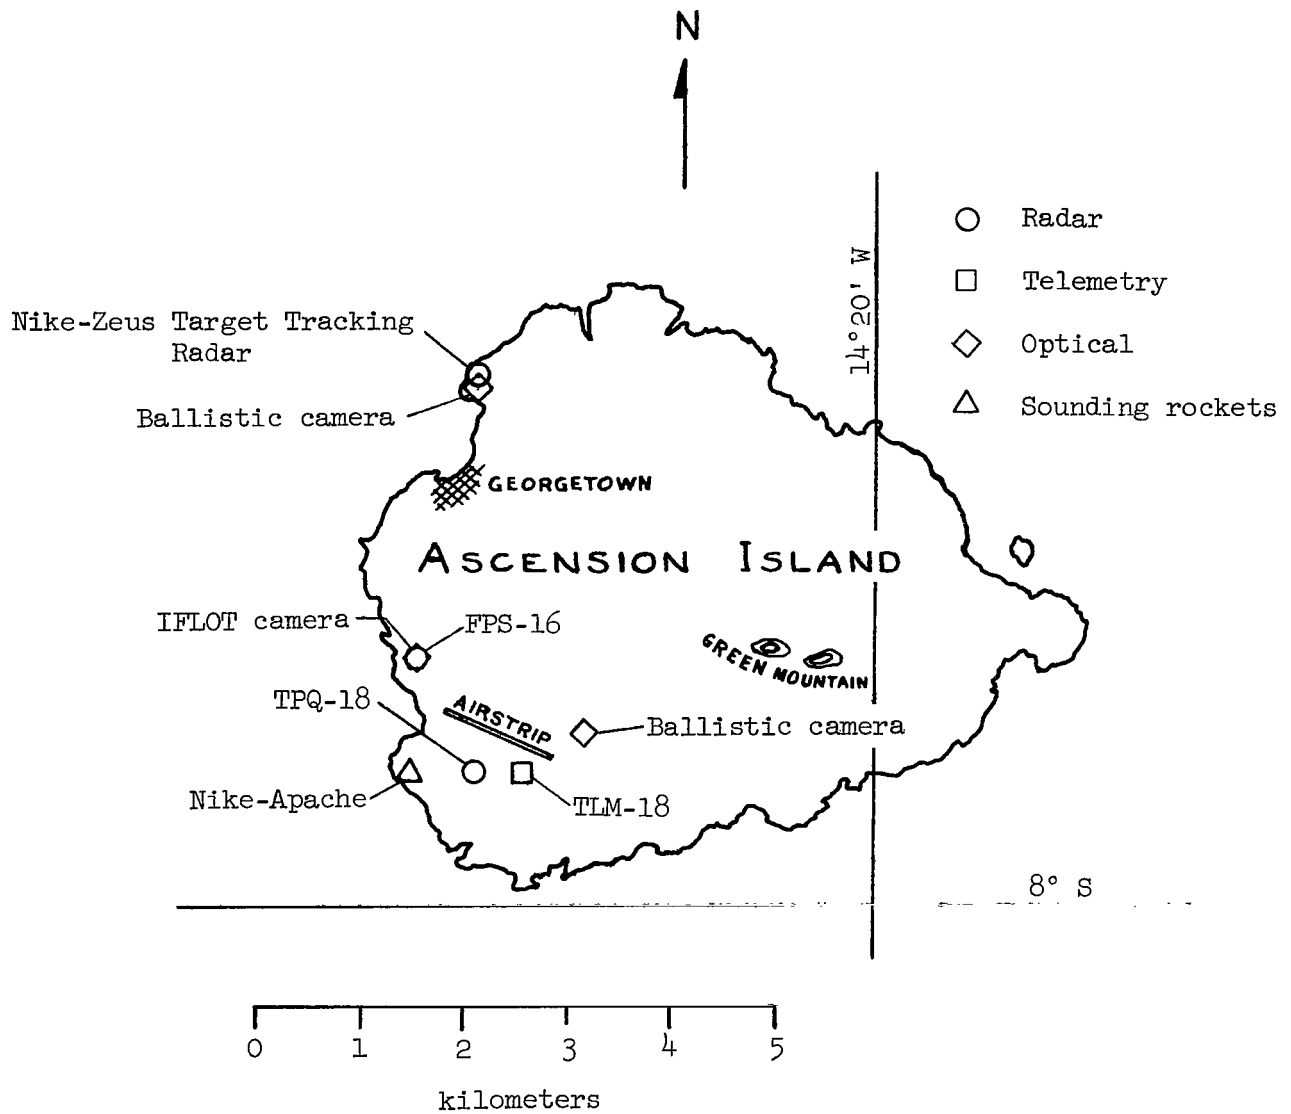 N
Radar
Telemetry
14°20' W
Nike-Zeus Target Tracking
Radar
Optical
Ballistic camera
Sounding rockets
GEORGETOWN
ASCENSION ISLAND
IFLOT camera
FPS-16
GREEN MOUNTAIN
TPQ-18
AIRSTRIP
Ballistic camera
Nike-Apache
TLM-18
8° S
0 1 2 3 4 5
kilometers